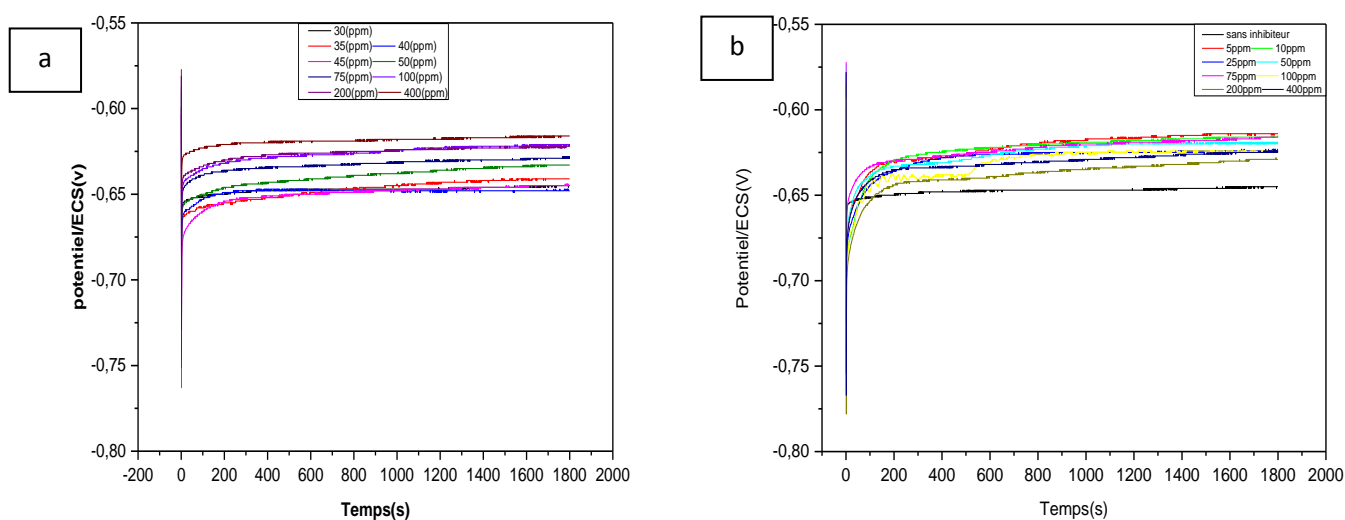 a
30(ppm)
35(ppm) 40(ppm)
45(ppm) 50(ppm)
75(ppm) 100(ppm)
200(ppm) 400(ppm)
-0,55
-0,60
-0,65
-0,70
-0,75
-0,80
potentiel/ECS(v)
-200 0 200 400 600 800 1000 1200 1400 1600 1800 2000
Temps(s)
b
sans inhibiteur
5ppm 10ppm
25ppm 50ppm
75ppm 100ppm
200ppm 400ppm
-0,55
-0,60
-0,65
-0,70
-0,75
-0,80
Potentiel/ECS(V)
0 200 400 600 800 1000 1200 1400 1600 1800 2000
Temps(s)